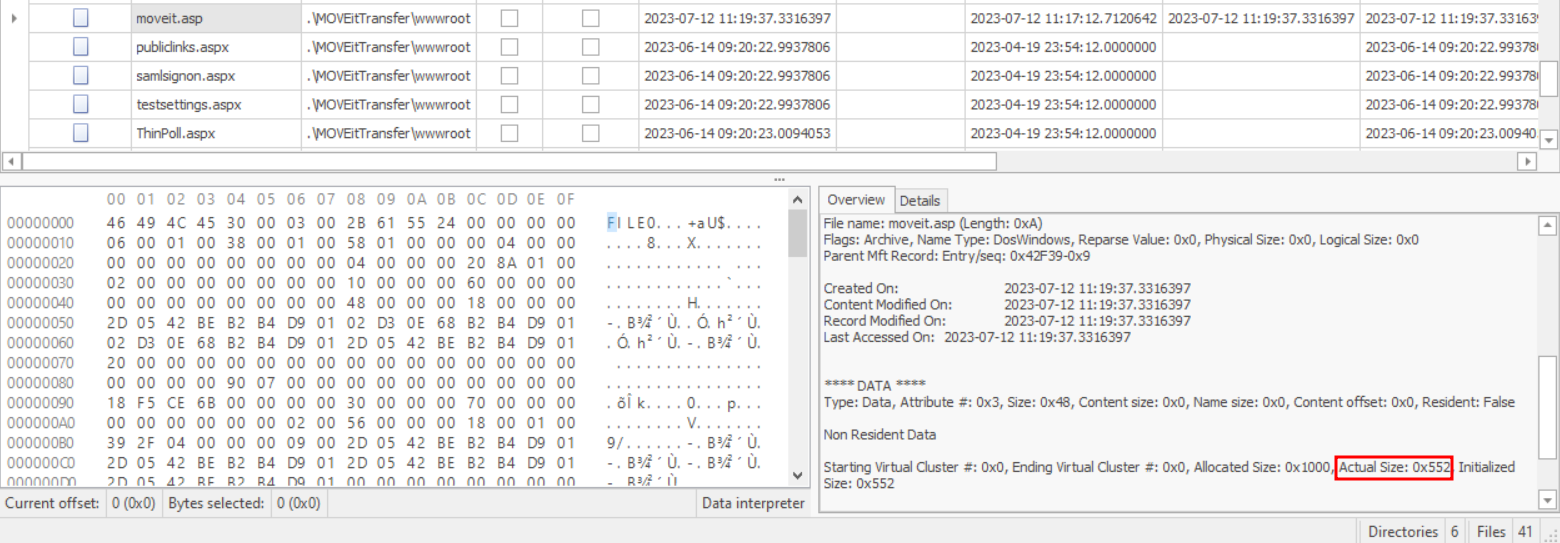 moveit.asp .\MOVEitTransfer\wwwroot 2023-07-12 11:19:37.3316397 2023-07-12 11:17:12.7120642 2023-07-12 11:19:37.3316397 2023-07-12 11:19:37.33163
publiclinks.aspx .\MOVEitTransfer\wwwroot 2023-06-14 09:20:22.9937806 2023-04-19 23:54:12.0000000 2023-06-14 09:20:22.99378
samlsignon.aspx .\MOVEitTransfer\wwwroot 2023-06-14 09:20:22.9937806 2023-04-19 23:54:12.0000000 2023-06-14 09:20:22.99378
testsettings.aspx .\MOVEitTransfer\wwwroot 2023-06-14 09:20:22.9937806 2023-04-19 23:54:12.0000000 2023-06-14 09:20:22.99378
ThinPoll.aspx .\MOVEitTransfer\wwwroot 2023-06-14 09:20:23.0094053 2023-04-19 23:54:12.0000000 2023-06-14 09:20:23.00940
00 01 02 03 04 05 06 07 08 09 0A 0B 0C 0D 0E 0F
00000000 46 49 4C 45 30 00 03 00 2B 61 55 24 00 00 00 00 FILE0...+aU$....
00000010 06 00 01 00 38 00 01 00 58 01 00 00 00 04 00 00 ....8...X.......
00000020 00 00 00 00 00 00 00 00 04 00 00 00 20 8A 01 00 ............ ...
00000030 02 00 00 00 00 00 00 00 10 00 00 00 60 00 00 00 ............`...
00000040 00 00 00 00 00 00 00 00 48 00 00 00 18 00 00 00 ........H.......
00000050 2D 05 42 BE B2 B4 D9 01 02 D3 0E 68 B2 B4 D9 01 -.B¾²´Ù..Ó.h²´Ù.
00000060 02 D3 0E 68 B2 B4 D9 01 2D 05 42 BE B2 B4 D9 01 .Ó.h²´Ù.-.B¾²´Ù.
00000070 20 00 00 00 00 00 00 00 00 00 00 00 00 00 00 00 ...............
00000080 00 00 00 00 90 07 00 00 00 00 00 00 00 00 00 00 ................
00000090 18 F5 CE 6B 00 00 00 00 30 00 00 00 70 00 00 00 .õÎk....0...p...
000000A0 00 00 00 00 00 00 02 00 56 00 00 00 18 00 01 00 ........V.......
000000B0 39 2F 04 00 00 00 09 00 2D 05 42 BE B2 B4 D9 01 9/......-.B¾²´Ù.
000000C0 2D 05 42 BE B2 B4 D9 01 2D 05 42 BE B2 B4 D9 01 -.B¾²´Ù.-.B¾²´Ù.
000000D0 2D 05 42 BE B2 B4 D9 01 00 00 00 00 00 00 00 00
Current offset: 0 (0x0) Bytes selected: 0 (0x0) Data interpreter
Overview Details
File name: moveit.asp (Length: 0xA)
Flags: Archive, Name Type: DosWindows, Reparse Value: 0x0, Physical Size: 0x0, Logical Size: 0x0
Parent Mft Record: Entry/seq: 0x42F39-0x9
Created On: 2023-07-12 11:19:37.3316397
Content Modified On: 2023-07-12 11:19:37.3316397
Record Modified On: 2023-07-12 11:19:37.3316397
Last Accessed On: 2023-07-12 11:19:37.3316397
**** DATA ****
Type: Data, Attribute #: 0x3, Size: 0x48, Content size: 0x0, Name size: 0x0, Content offset: 0x0, Resident: False
Non Resident Data
Starting Virtual Cluster #: 0x0, Ending Virtual Cluster #: 0x0, Allocated Size: 0x1000, Actual Size: 0x552, Initialized
Size: 0x552
Directories 6 Files 41